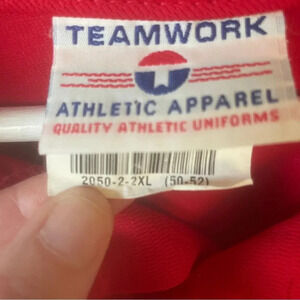 TEAMWORK
ATHLETIC APPAREL
QUALITY ATHLETIC UNIFORMS
2050-2-2XL (50-52)